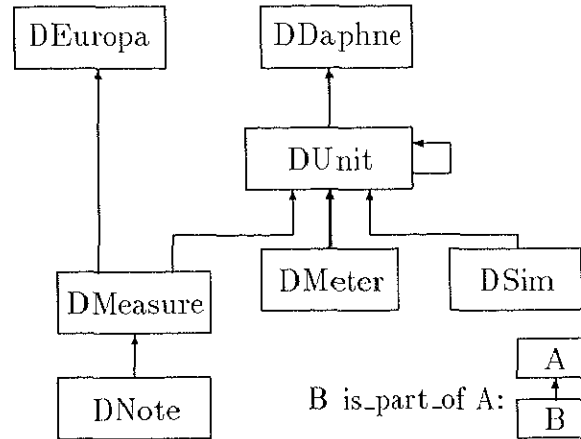 DEuropa
DDaphne
DUnit
DMeasure
DMeter
DSim
DNote
B is_part_of A:
A
B